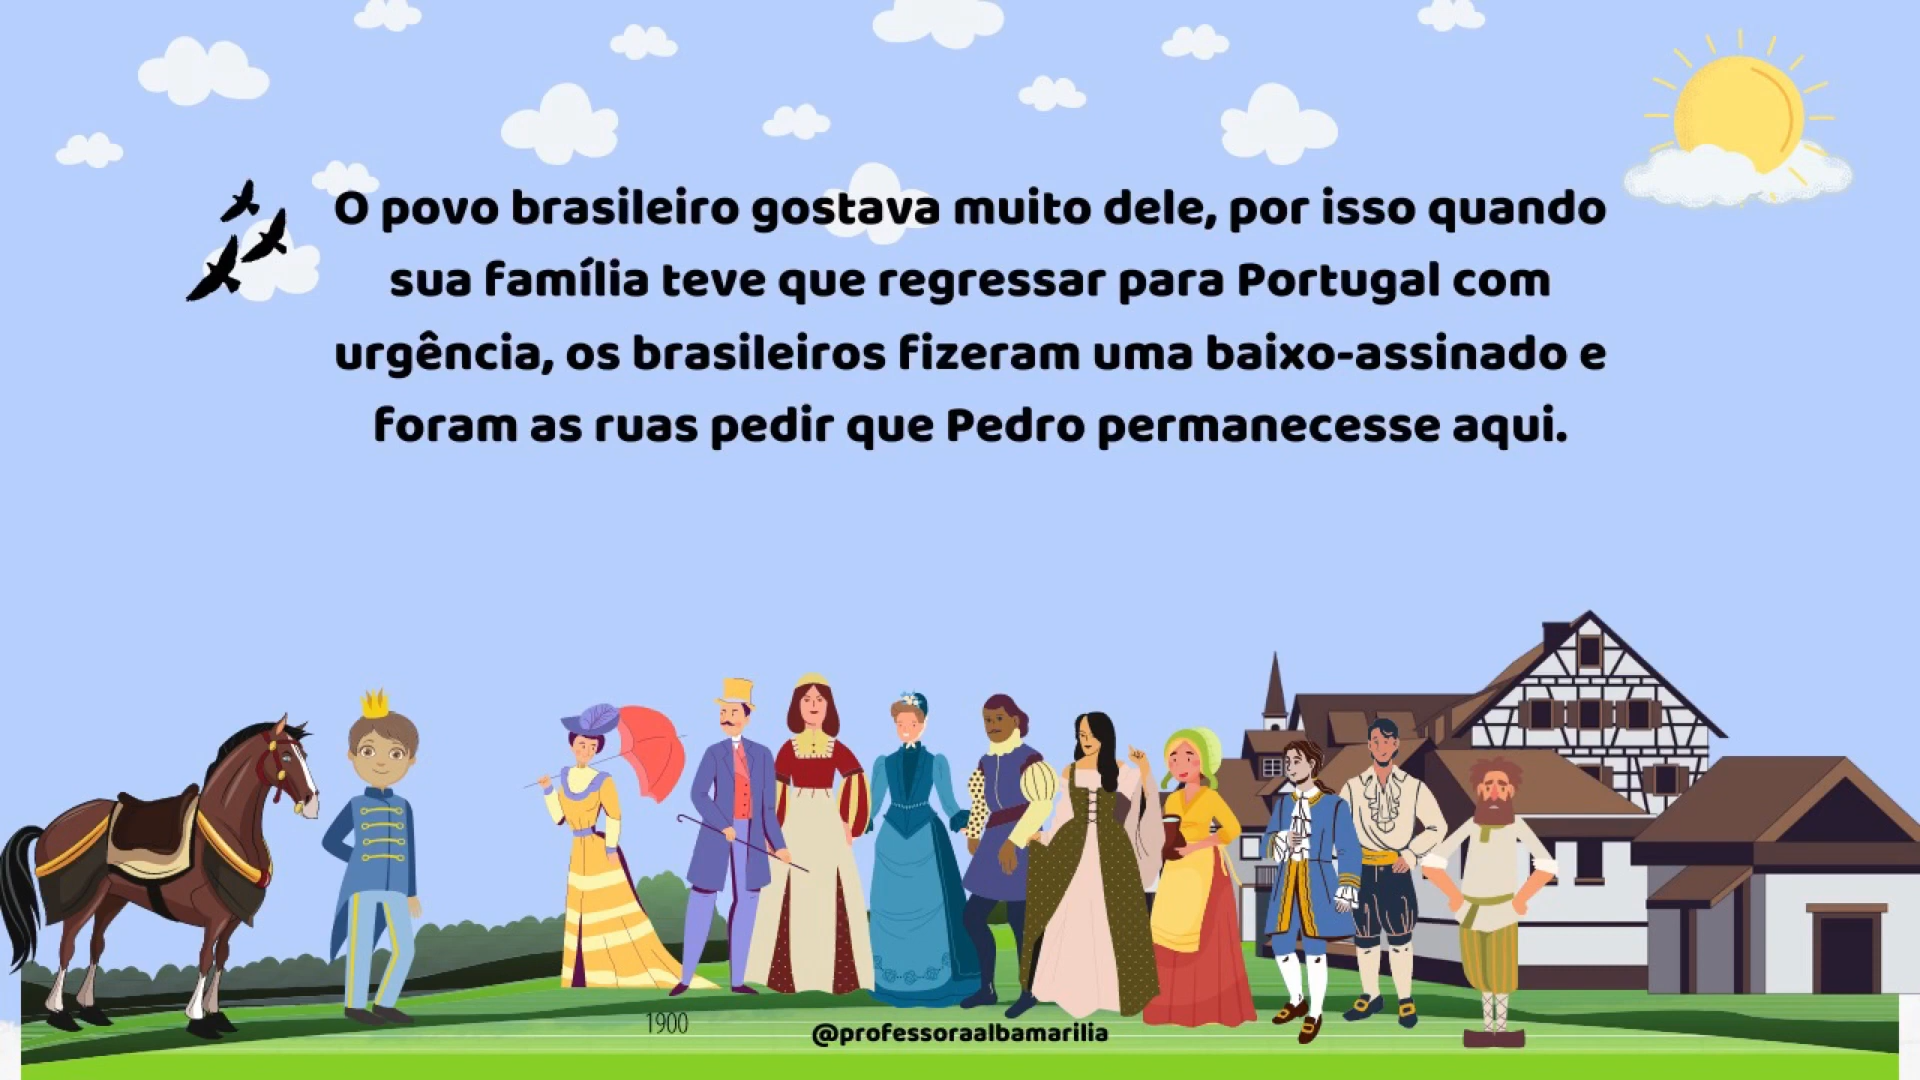 O povo brasileiro gostava muito dele, por isso quando
sua família teve que regressar para Portugal com
urgência, os brasileiros fizeram uma baixo-assinado e
foram as ruas pedir que Pedro permanecesse aqui.
1900
@professoraalbamarilia